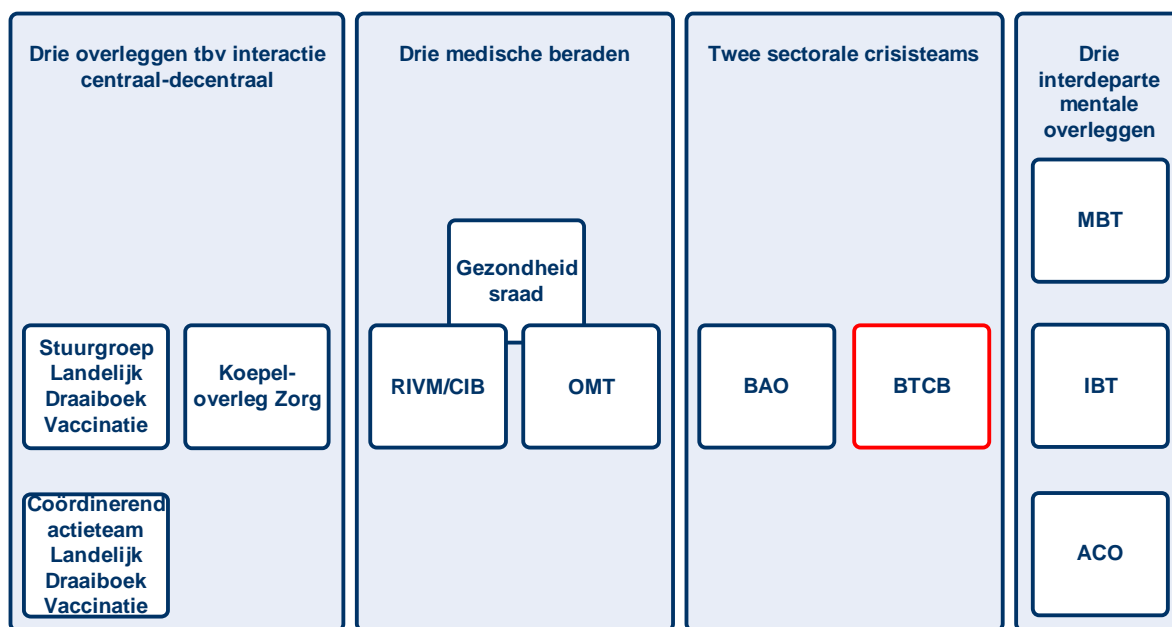 Drie overleggen tbv interactie
centraal-decentraal
Stuurgroep
Landelijk
Draaiboek
Vaccinatie
Koepel-
overleg Zorg
Coördinerend
actieteam
Landelijk
Draaiboek
Vaccinatie
Drie medische beraden
Gezondheid
sraad
RIVM/CIB
OMT
Twee sectorale crisisteams
BAO
BTCB
Drie
interdeparte
mentale
overleggen
MBT
IBT
ACO